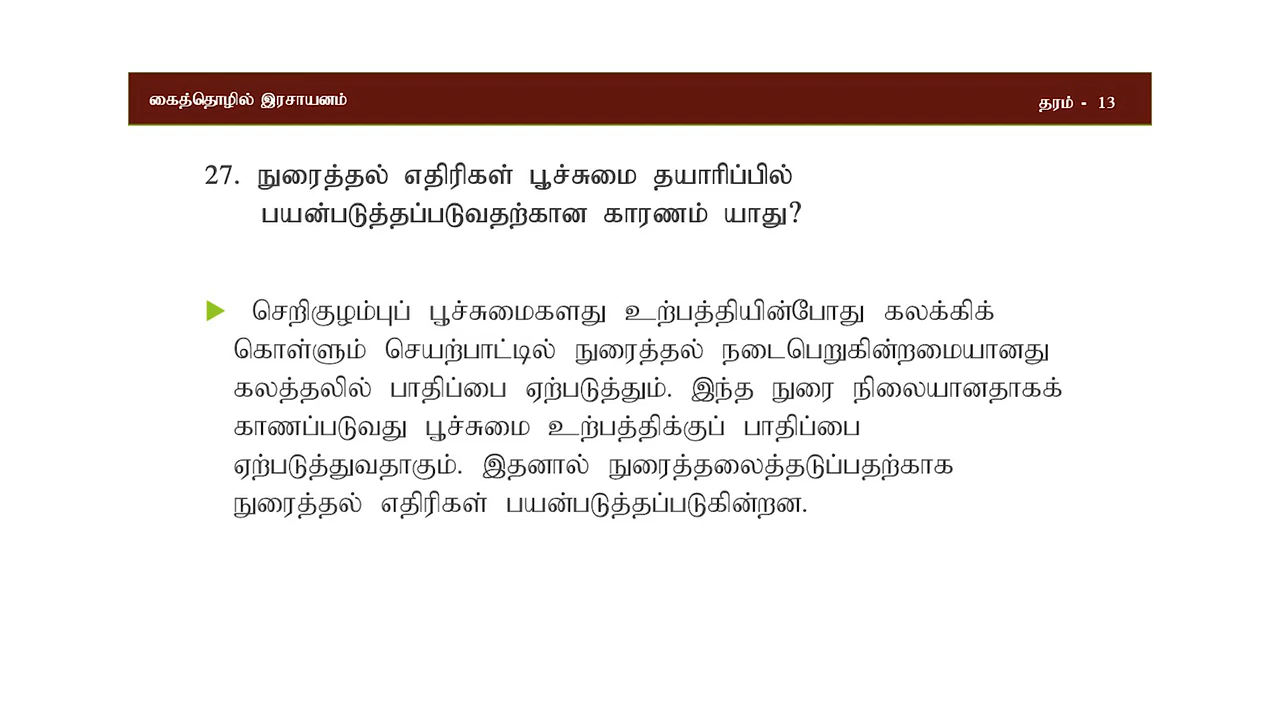 கைத்தொழில் இரசாயனம்
தரம் - 13
27. நுரைத்தல் எதிரிகள் பூச்சுமை தயாரிப்பில்
பயன்படுத்தப்படுவதற்கான காரணம் யாது?
செறிகுழம்புப் பூச்சுமைகளது உற்பத்தியின்போது கலக்கிக்
கொள்ளும் செயற்பாட்டில் நுரைத்தல் நடைபெறுகின்றமையானது
கலத்தலில் பாதிப்பை ஏற்படுத்தும். இந்த நுரை நிலையானதாகக்
காணப்படுவது பூச்சுமை உற்பத்திக்குப் பாதிப்பை
ஏற்படுத்துவதாகும். இதனால் நுரைத்தலைத்தடுப்பதற்காக
நுரைத்தல் எதிரிகள் பயன்படுத்தப்படுகின்றன.